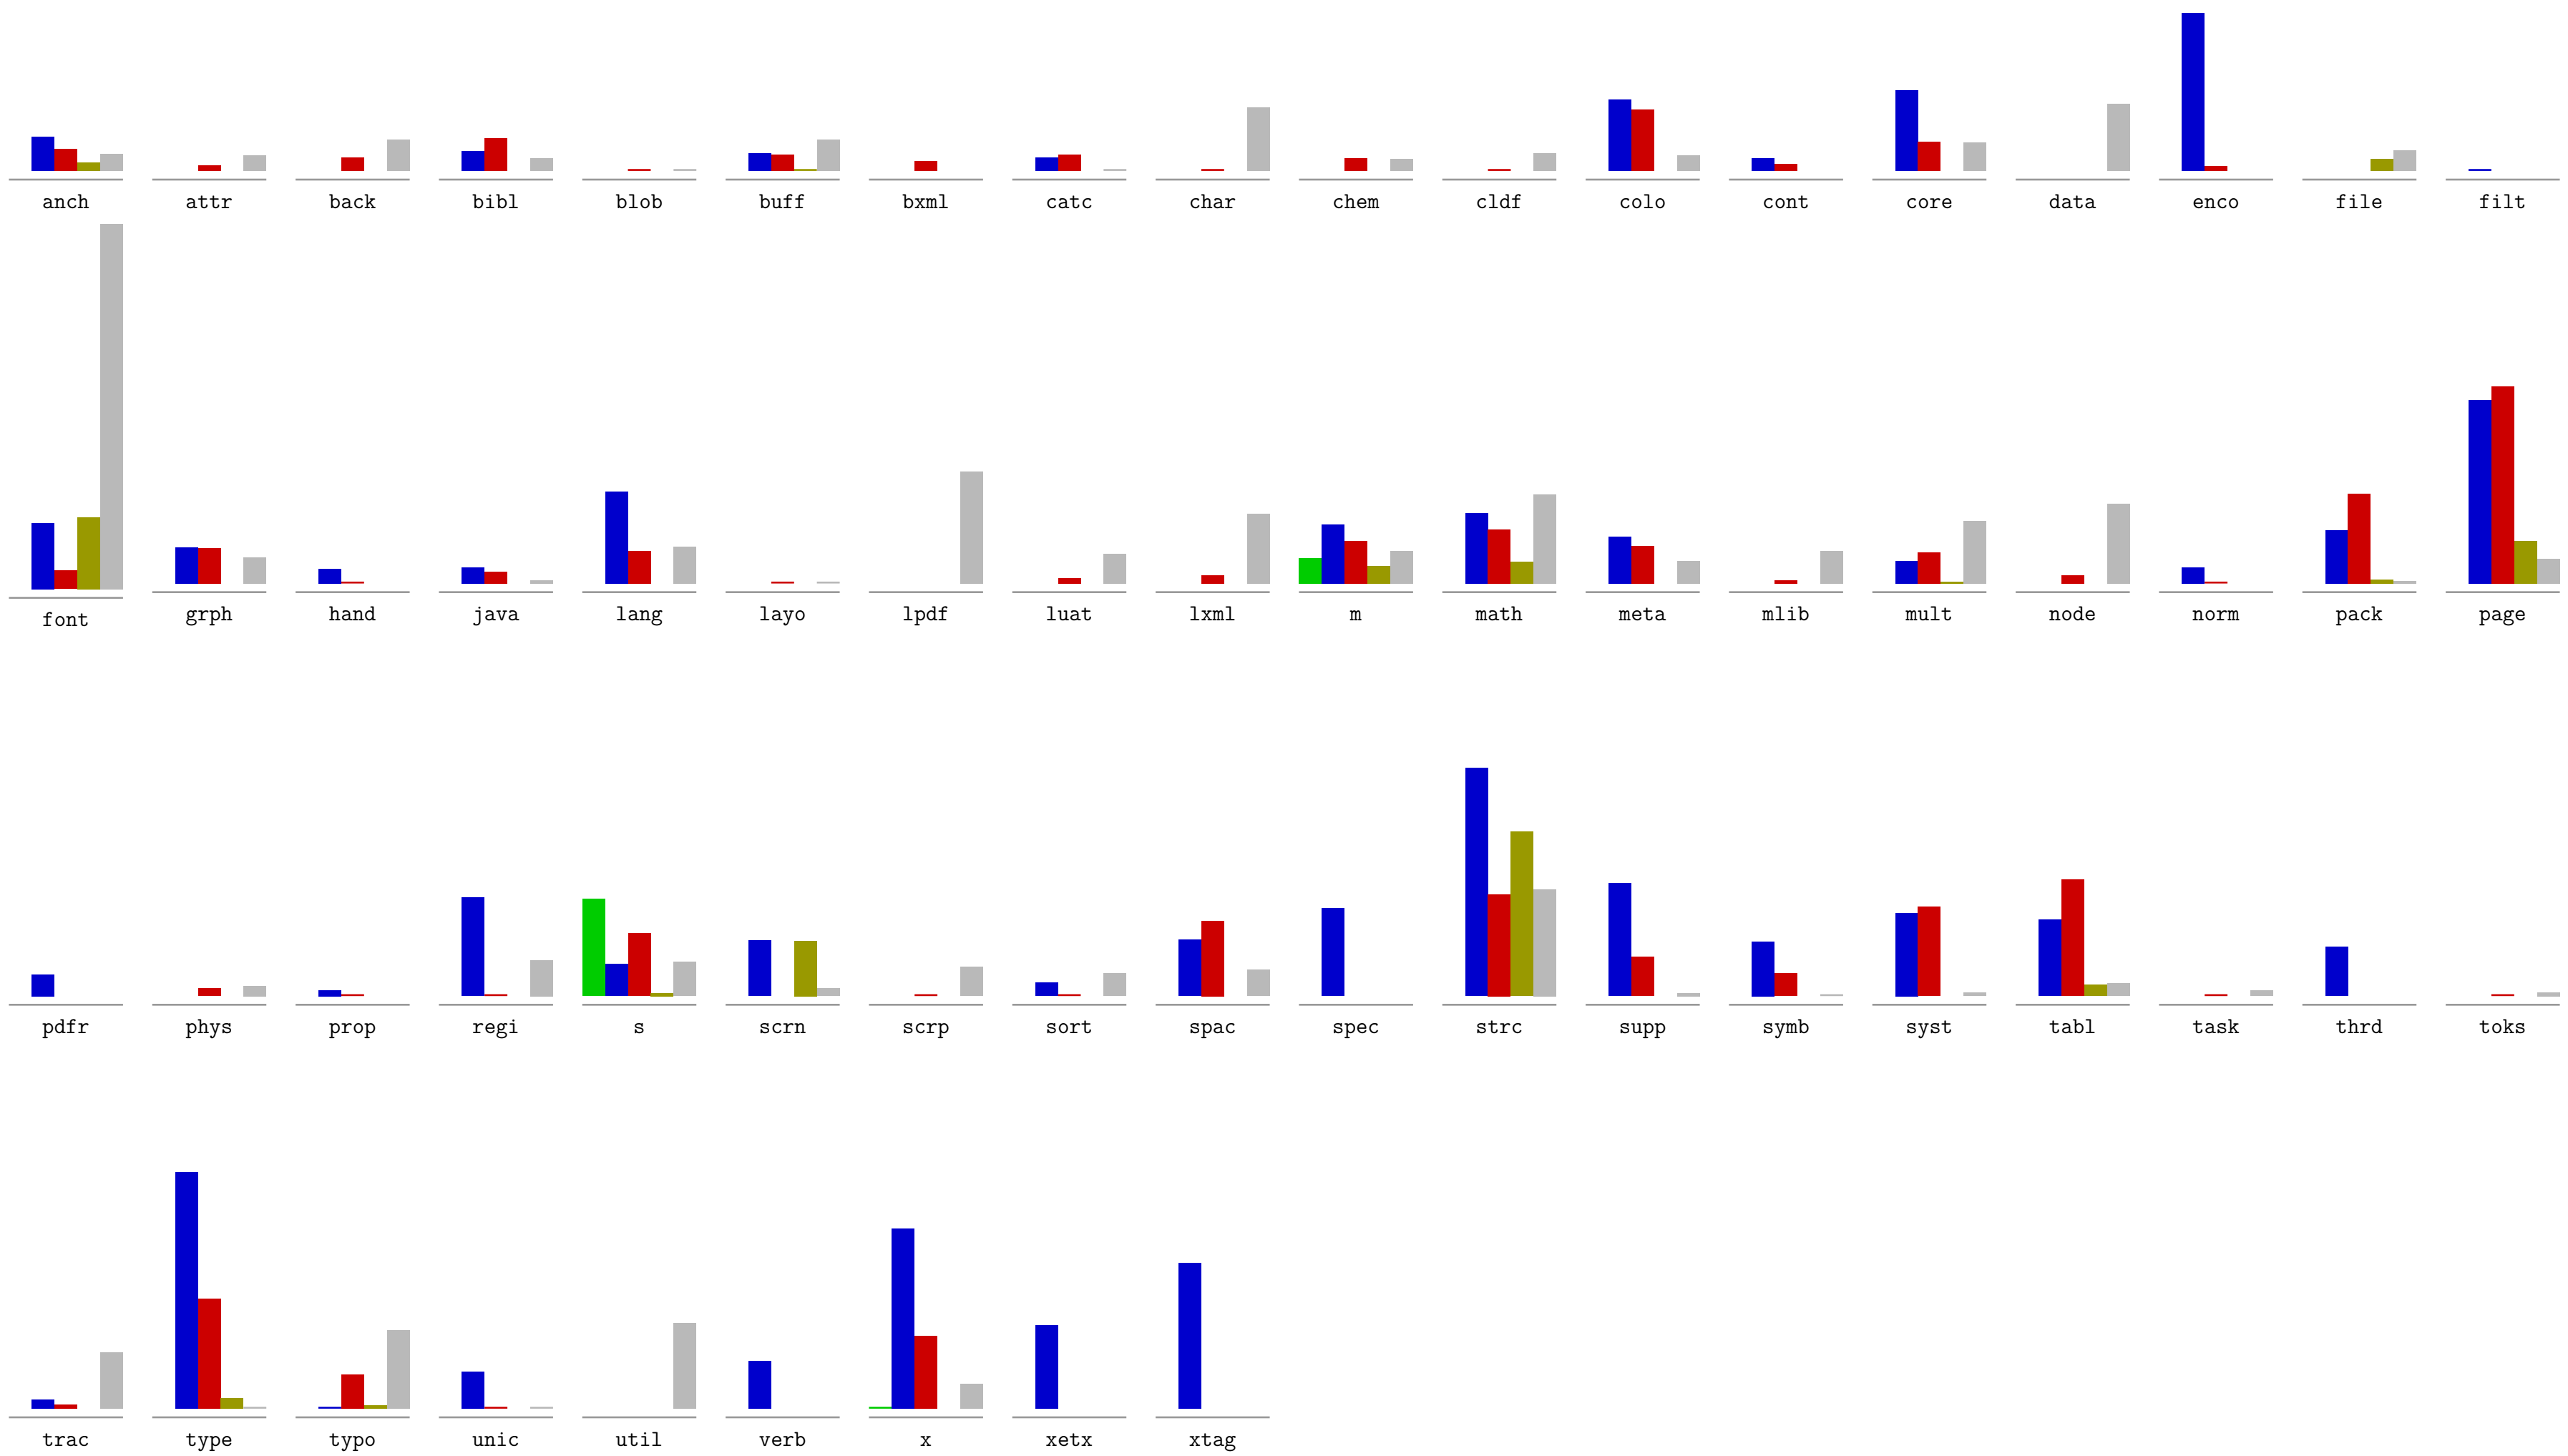 anch attr back bibl blob buff bxml catc char chem cldf colo cont core data enco file filt
font grph hand java lang layo lpdf luat lxml m math meta mlib mult node norm pack page
pdfr phys prop regi s scrn scrp sort spac spec strc supp symb syst tabl task thrd toks
trac type typo unic util verb x xetx xtag